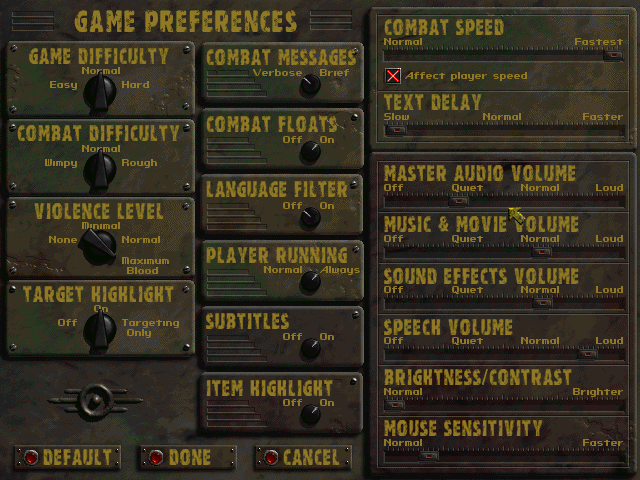 GAME PREFERENCES
GAME DIFFICULTY
Normal
Easy Hard
COMBAT DIFFICULTY
Normal
Wimpy Rough
VIOLENCE LEVEL
Minimal
None Normal
Maximum
Blood
TARGET HIGHLIGHT
On
Off Targeting
Only
COMBAT MESSAGES
Verbose Brief
COMBAT FLOATS
Off On
LANGUAGE FILTER
Off On
PLAYER RUNNING
Normal Always
SUBTITLES
Off On
ITEM HIGHLIGHT
Off On
COMBAT SPEED
Normal Fastest
Affect player speed
TEXT DELAY
Slow Normal Faster
MASTER AUDIO VOLUME
Off Quiet Normal Loud
MUSIC & MOVIE VOLUME
Off Quiet Normal Loud
SOUND EFFECTS VOLUME
Off Quiet Normal Loud
SPEECH VOLUME
Off Quiet Normal Loud
BRIGHTNESS/CONTRAST
Normal Brighter
MOUSE SENSITIVITY
Normal Faster
DEFAULT DONE CANCEL